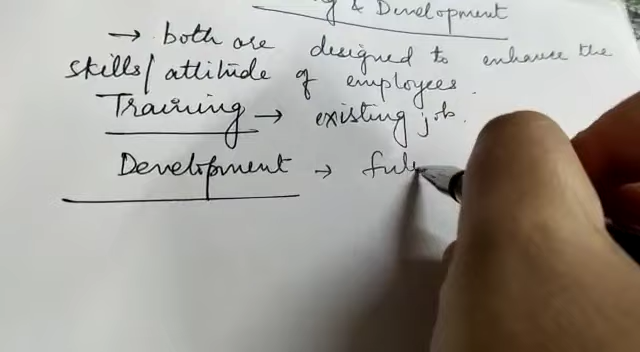 & Development
→ both are designed to enhance the
skills/attitude of employees.
Training → existing job.
Development →